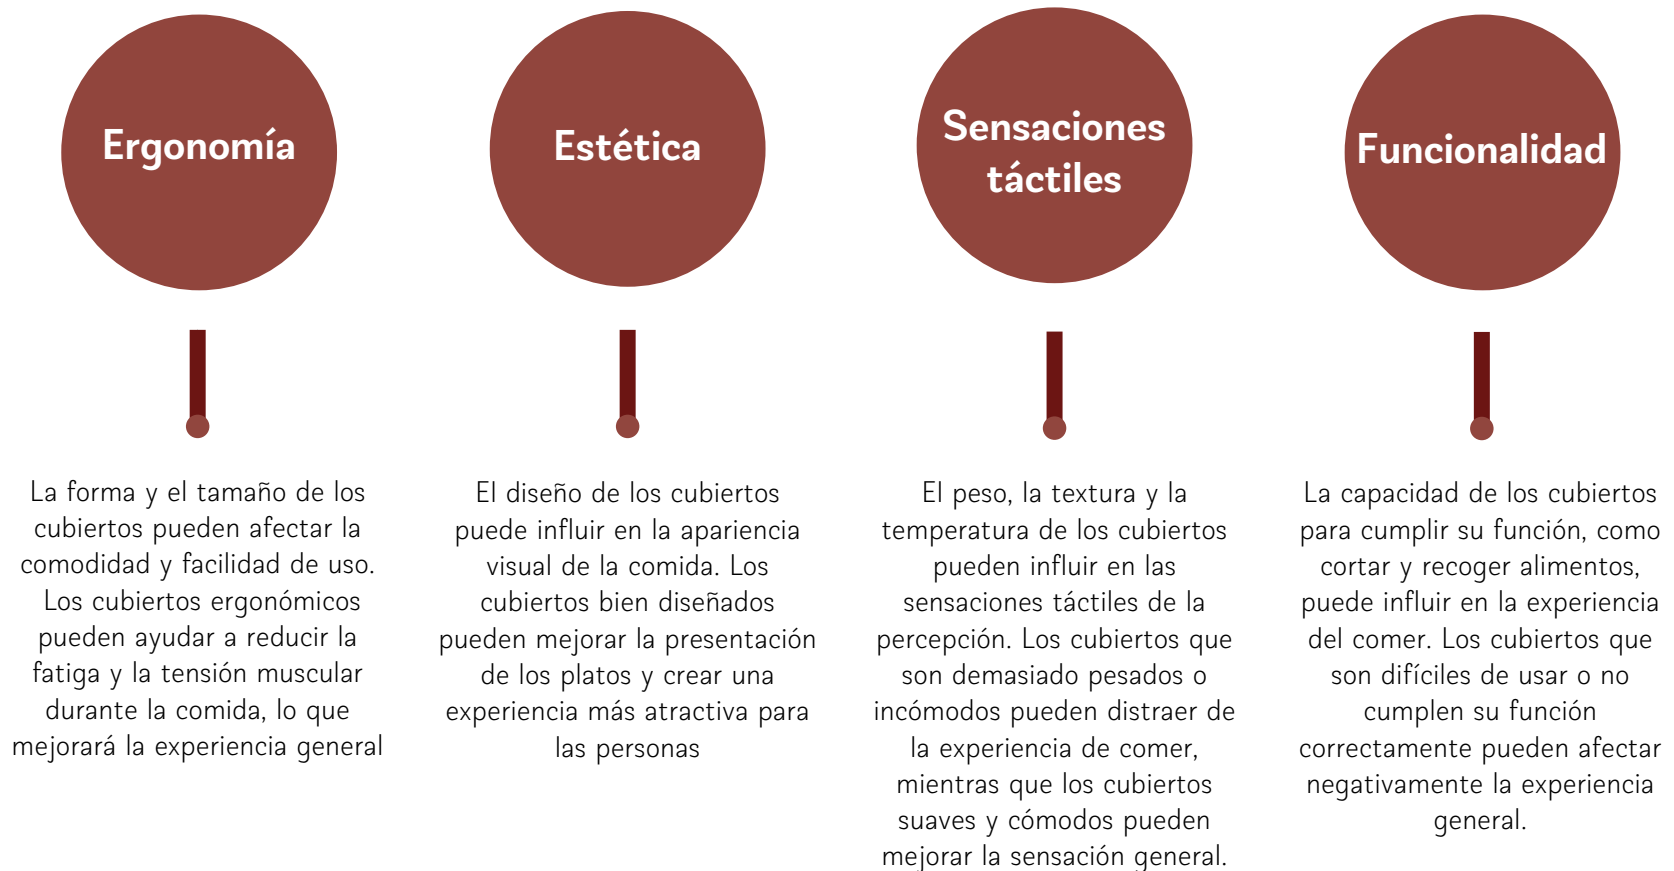 Ergonomía
La forma y el tamaño de los
cubiertos pueden afectar la
comodidad y facilidad de uso.
Los cubiertos ergonómicos
pueden ayudar a reducir la
fatiga y la tensión muscular
durante la comida, lo que
mejorará la experiencia general
Estética
El diseño de los cubiertos
puede influir en la apariencia
visual de la comida. Los
cubiertos bien diseñados
pueden mejorar la presentación
de los platos y crear una
experiencia más atractiva para
las personas
Sensaciones
táctiles
El peso, la textura y la
temperatura de los cubiertos
pueden influir en las
sensaciones táctiles de la
percepción. Los cubiertos que
son demasiado pesados o
incómodos pueden distraer de
la experiencia de comer,
mientras que los cubiertos
suaves y cómodos pueden
mejorar la sensación general.
Funcionalidad
La capacidad de los cubiertos
para cumplir su función, como
cortar y recoger alimentos,
puede influir en la experiencia
del comer. Los cubiertos que
son difíciles de usar o no
cumplen su función
correctamente pueden afectar
negativamente la experiencia
general.